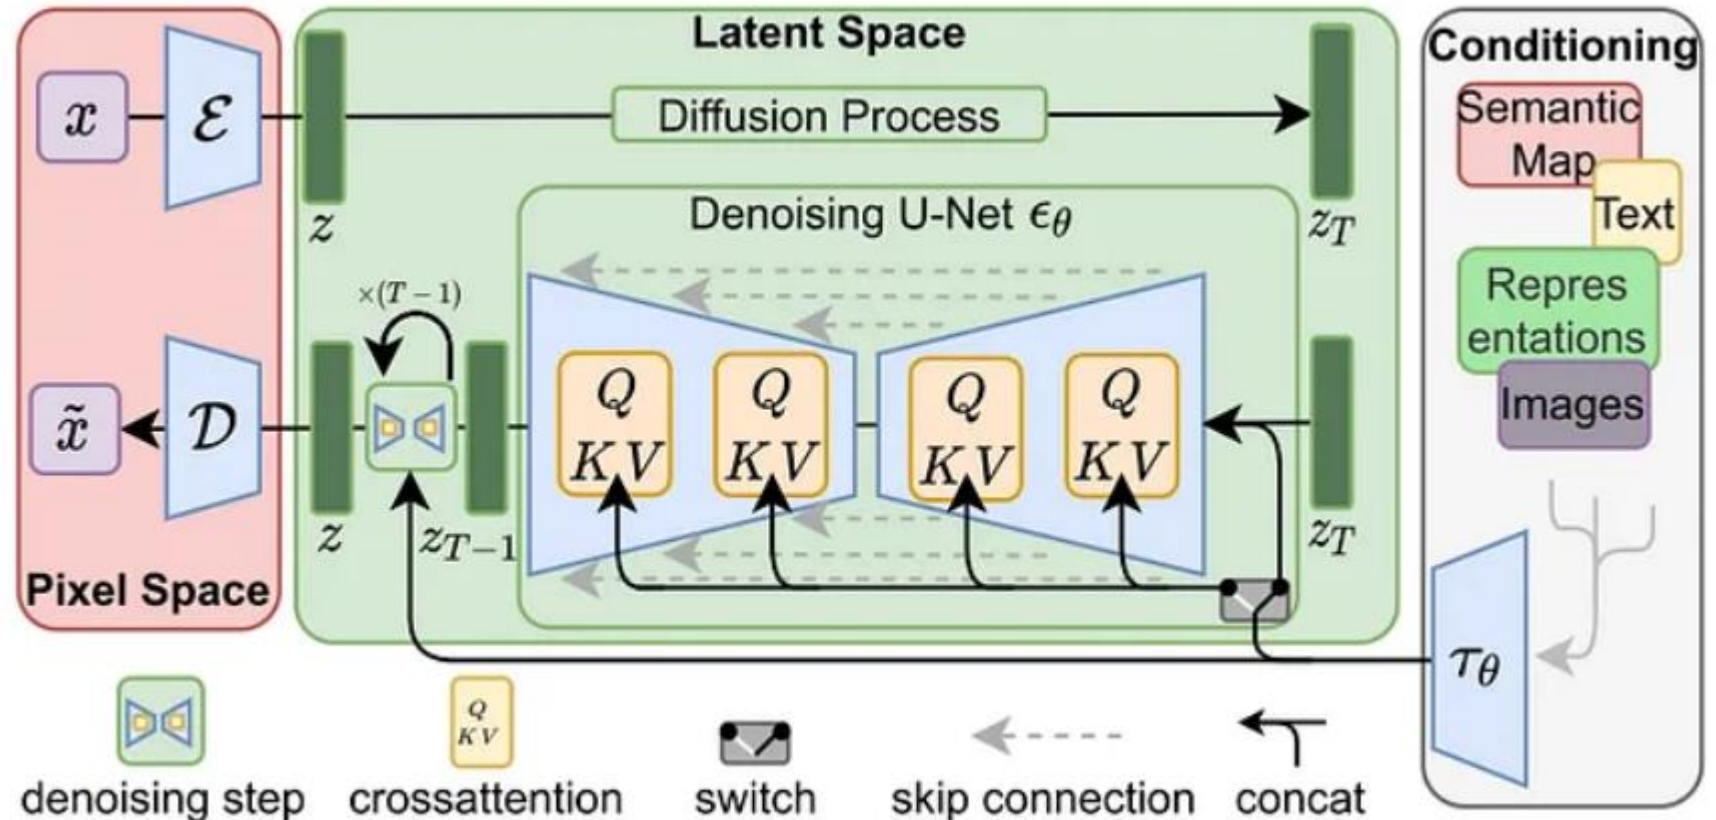 Latent Space
Conditioning
x
ℰ
Diffusion Process
Semantic
Map
Text
z
z_T
Denoising U-Net ϵ_θ
Repres
entations
Images
×(T − 1)
Q
KV
Q
KV
Q
KV
Q
KV
x̃
𝒟
z
z_{T−1}
z_T
Pixel Space
τ_θ
Q
KV
denoising step
crossattention
switch
skip connection
concat